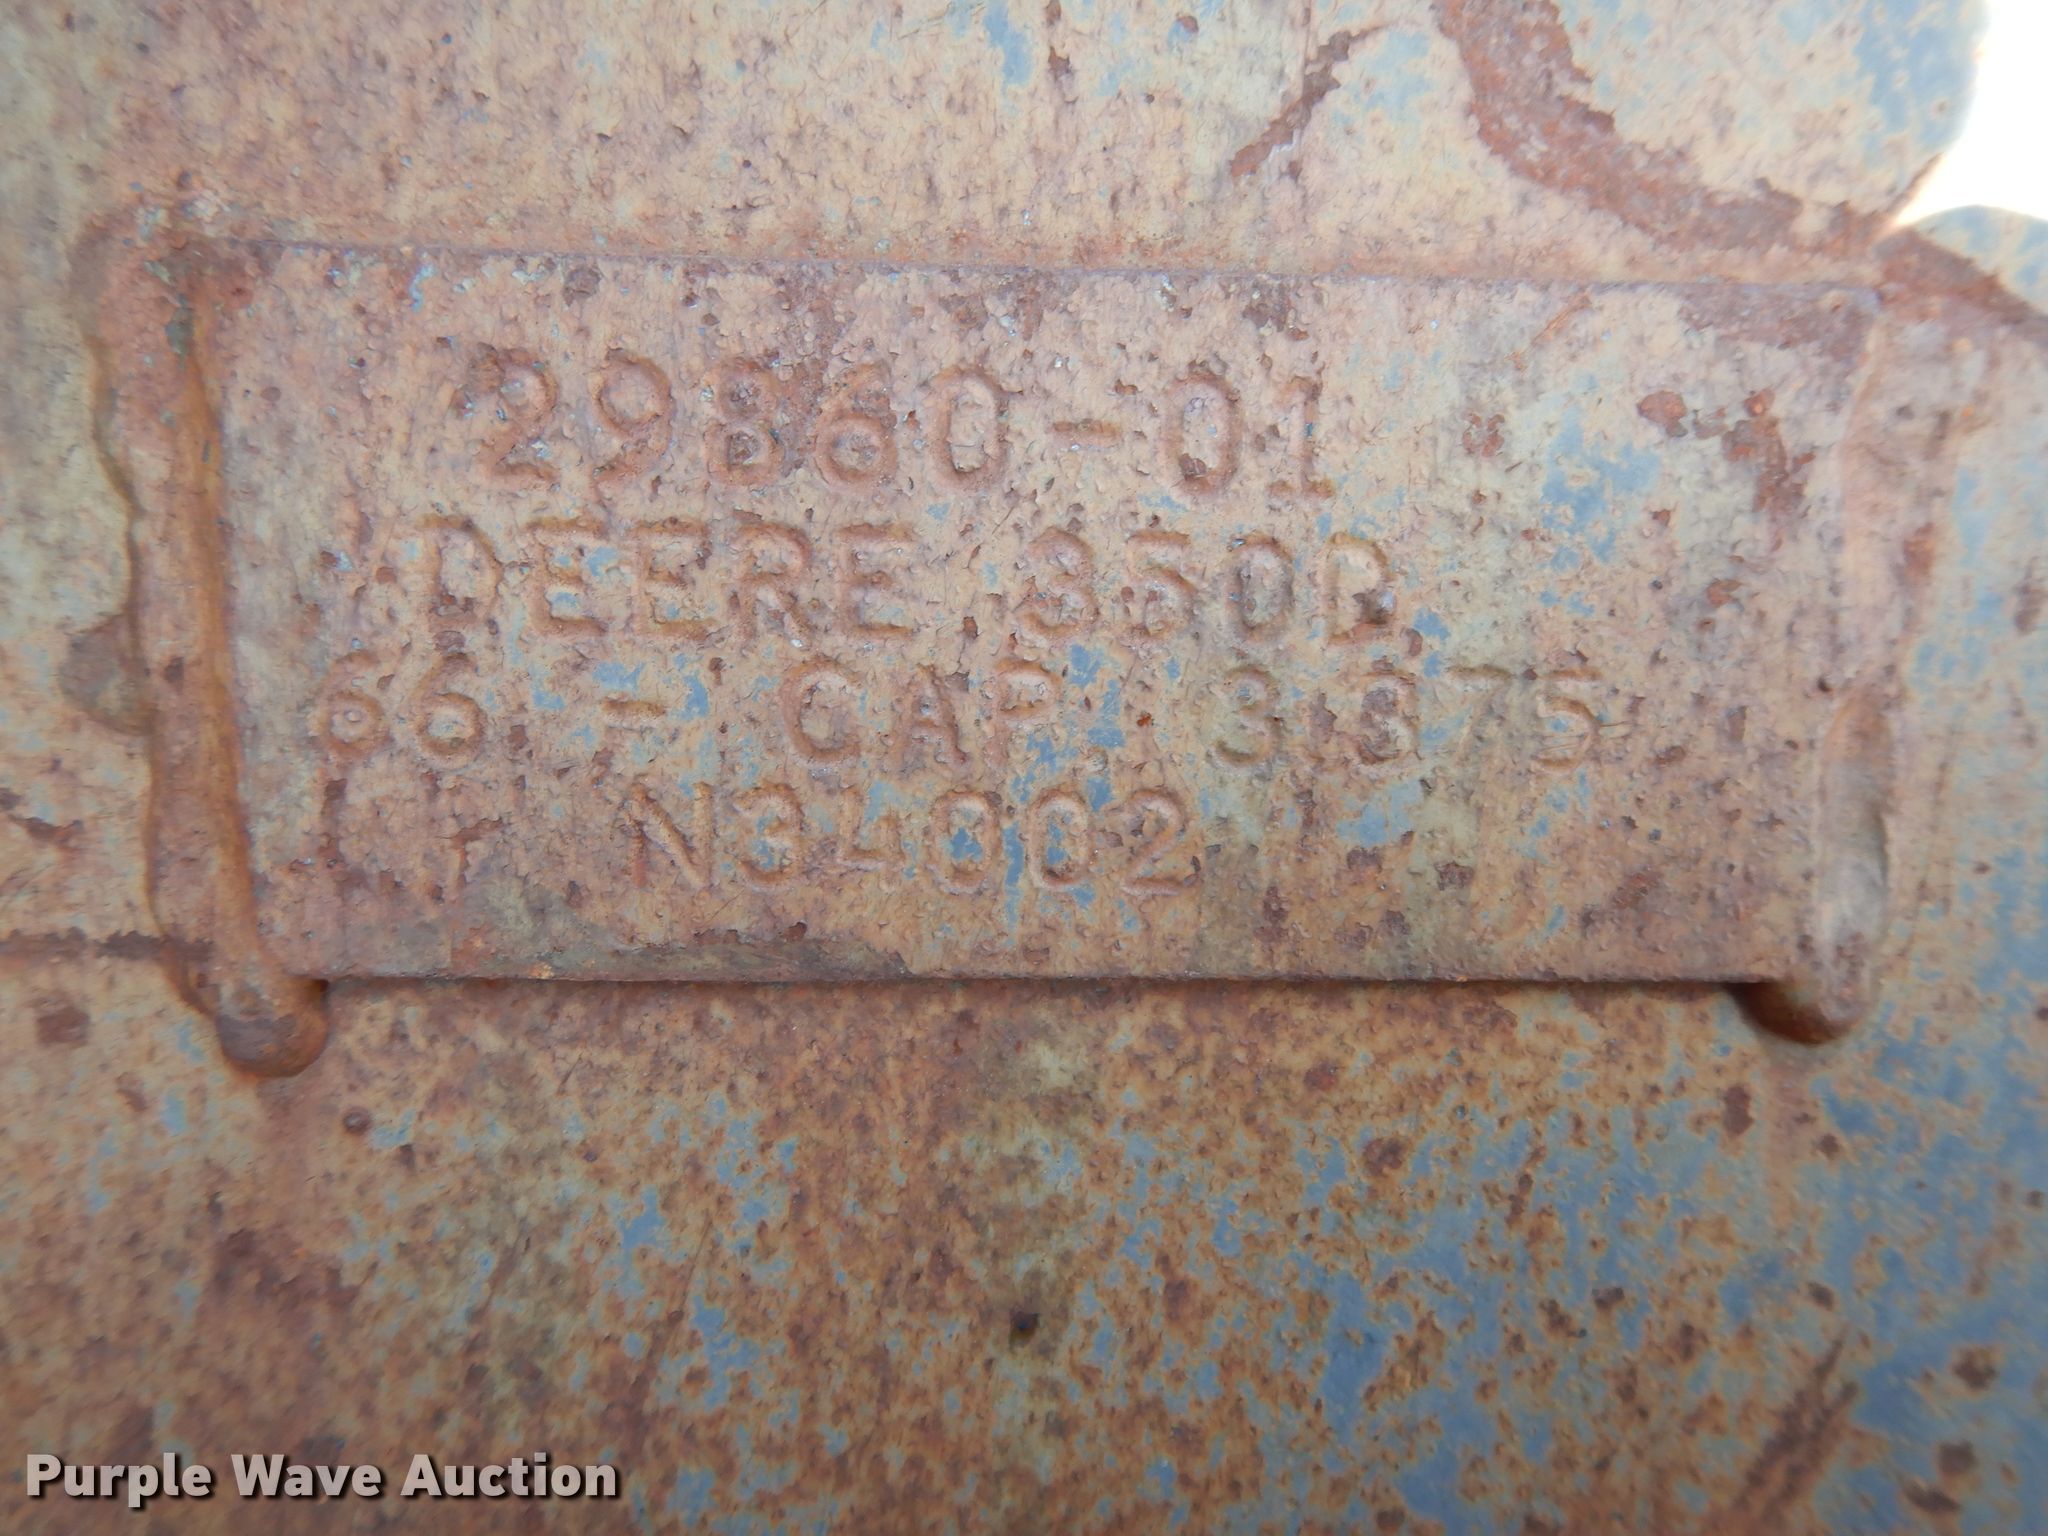 29860-01
DEERE 350D
66 - CAP 3.375
N34002
Purple Wave Auction